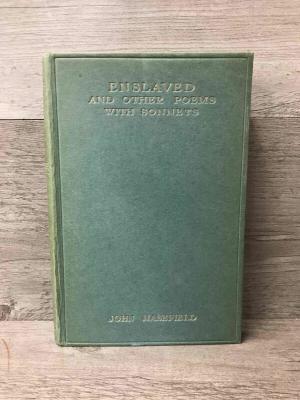 ENSLAVED
AND OTHER POEMS
WITH SONNETS
JOHN MASEFIELD